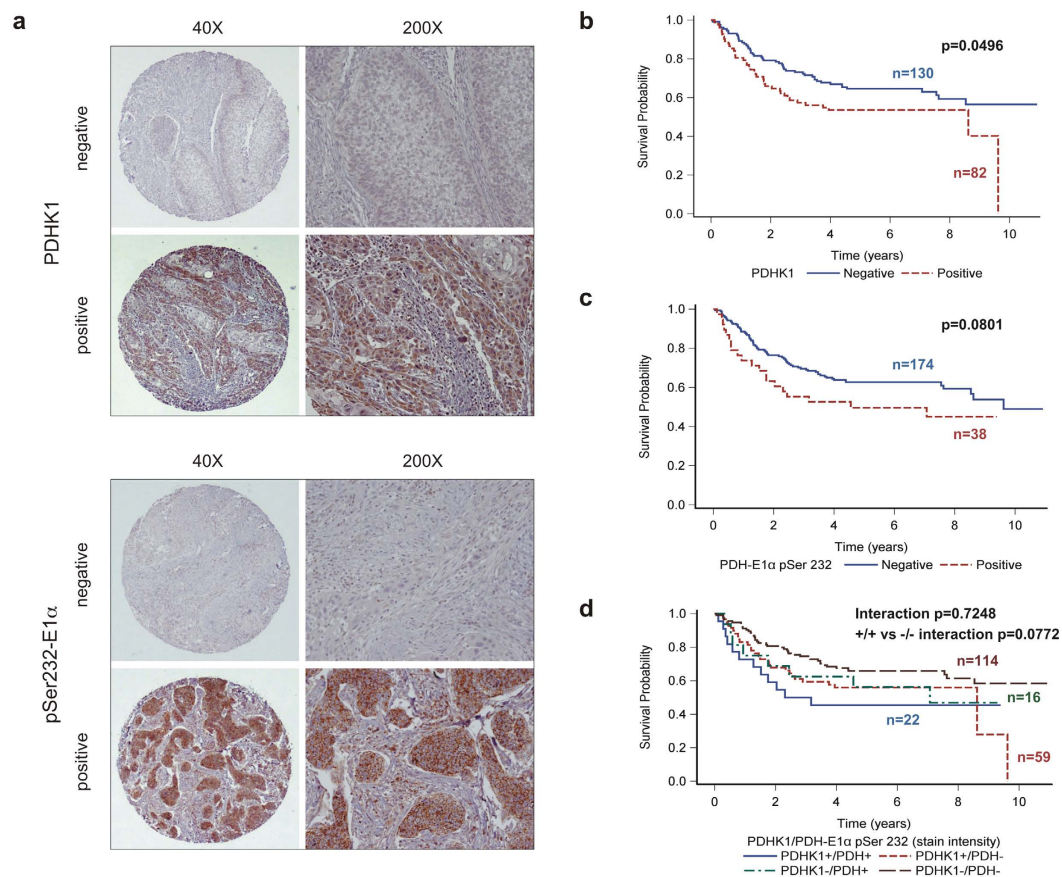 a
40X
200X
PDHK1
negative
positive
40X
200X
pSer232-E1α
negative
positive
b
1.0
0.8
0.6
0.4
0.2
0.0
Survival Probability
p=0.0496
n=130
n=82
0 2 4 6 8 10
Time (years)
PDHK1 Negative Positive
c
1.0
0.8
0.6
0.4
0.2
0.0
Survival Probability
p=0.0801
n=174
n=38
0 2 4 6 8 10
Time (years)
PDH-E1α pSer 232 Negative Positive
d
1.0
0.8
0.6
0.4
0.2
0.0
Survival Probability
Interaction p=0.7248
+/+ vs -/- interaction p=0.0772
n=114
n=16
n=22
n=59
0 2 4 6 8 10
Time (years)
PDHK1/PDH-E1α pSer 232 (stain intensity)
PDHK1+/PDH+ PDHK1+/PDH-
PDHK1-/PDH+ PDHK1-/PDH-